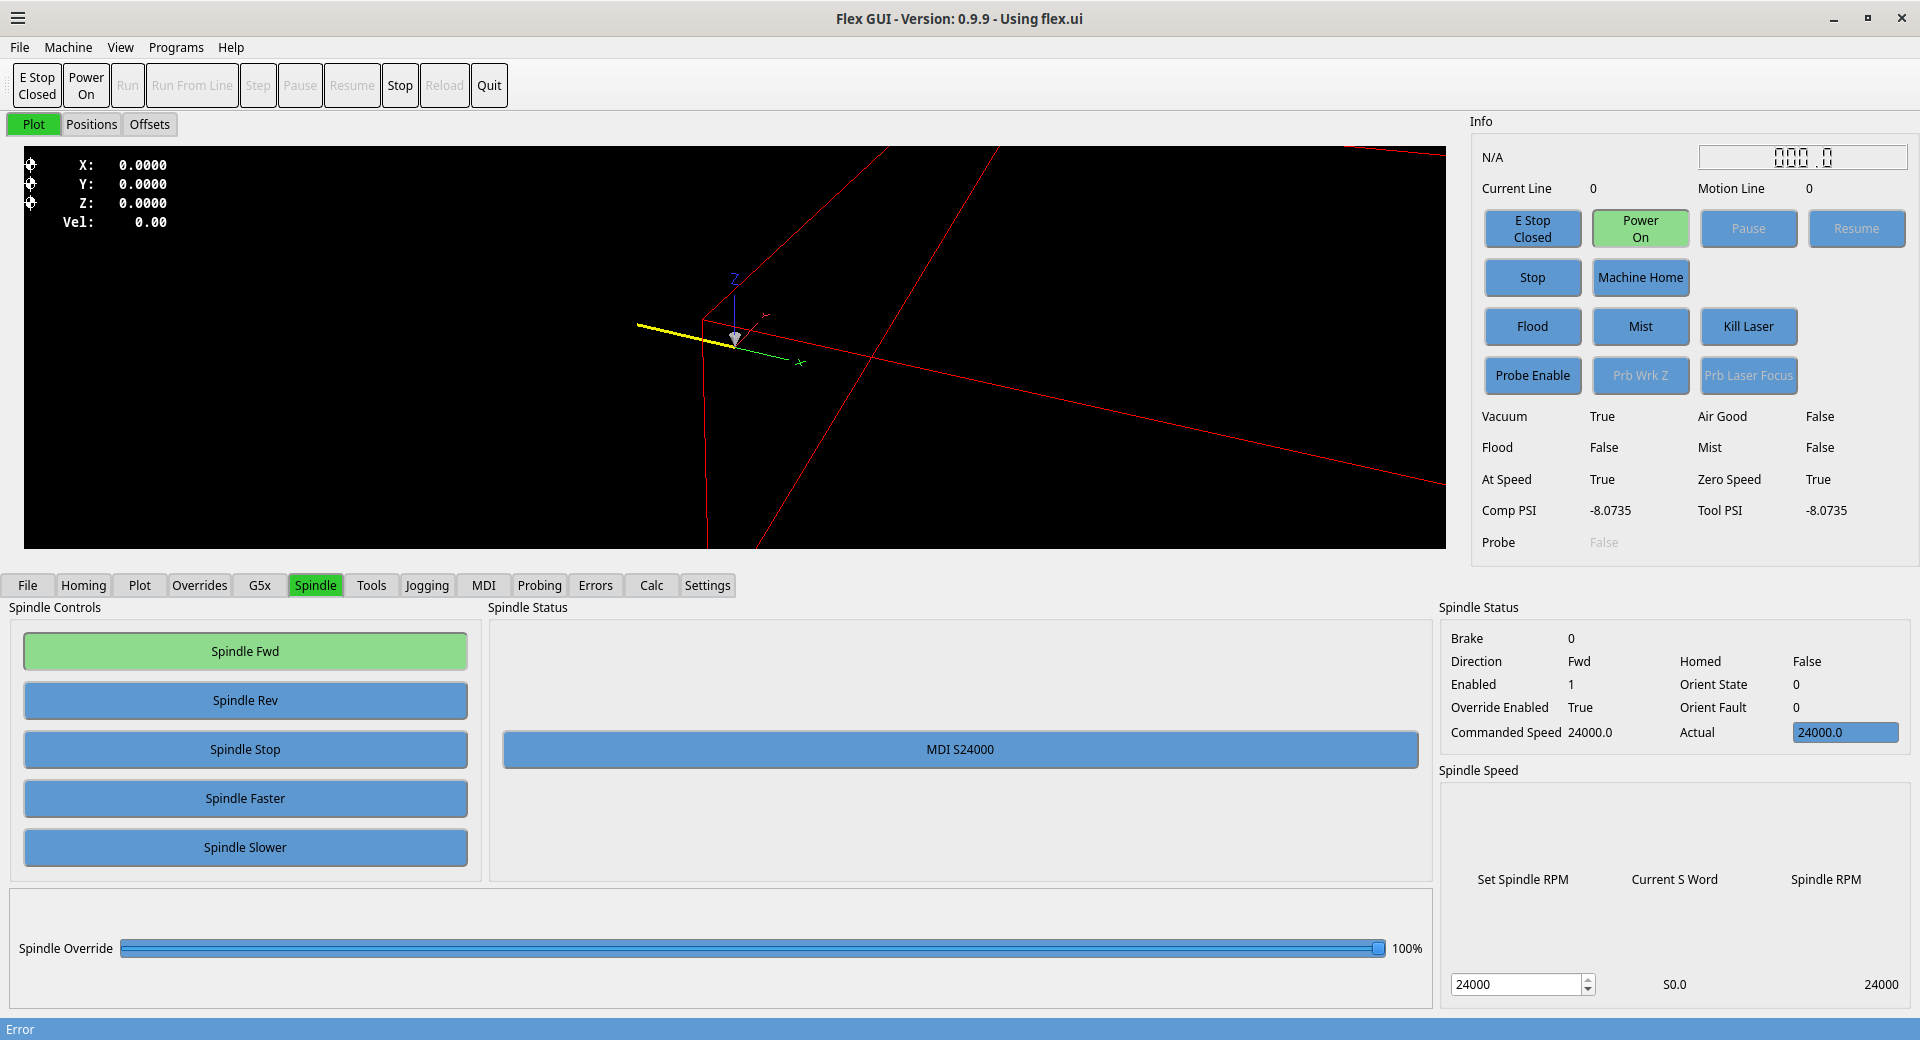 Flex GUI - Version: 0.9.9 - Using flex.ui
File Machine View Programs Help
E Stop Closed Power On Run Run From Line Step Pause Resume Stop Reload Quit
Plot Positions Offsets
X: 0.0000
Y: 0.0000
Z: 0.0000
Vel: 0.00
Z
Y
X
Info
N/A 000.0
Current Line 0 Motion Line 0
E Stop Closed Power On Pause Resume
Stop Machine Home
Flood Mist Kill Laser
Probe Enable Prb Wrk Z Prb Laser Focus
Vacuum True Air Good False
Flood False Mist False
At Speed True Zero Speed True
Comp PSI -8.0735 Tool PSI -8.0735
Probe False
File Homing Plot Overrides G5x Spindle Tools Jogging MDI Probing Errors Calc Settings
Spindle Controls
Spindle Fwd
Spindle Rev
Spindle Stop
Spindle Faster
Spindle Slower
Spindle Status
MDI S24000
Spindle Override 100%
Spindle Status
Brake 0
Direction Fwd Homed False
Enabled 1 Orient State 0
Override Enabled True Orient Fault 0
Commanded Speed 24000.0 Actual 24000.0
Spindle Speed
Set Spindle RPM Current S Word Spindle RPM
24000 S0.0 24000
Error